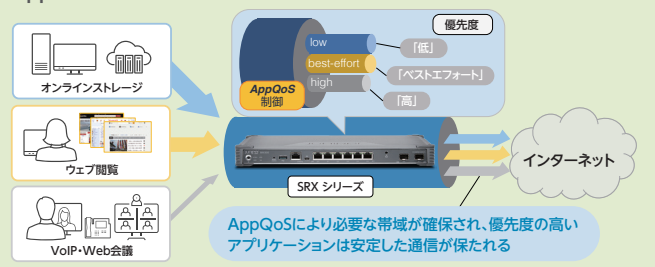 優先度
low
「低」
best-effort
「ベストエフォート」
high
「高」
AppQoS
制御
オンラインストレージ
ウェブ閲覧
VoIP・Web会議
SRX シリーズ
インターネット
AppQoSにより必要な帯域が確保され、優先度の高い
アプリケーションは安定した通信が保たれる